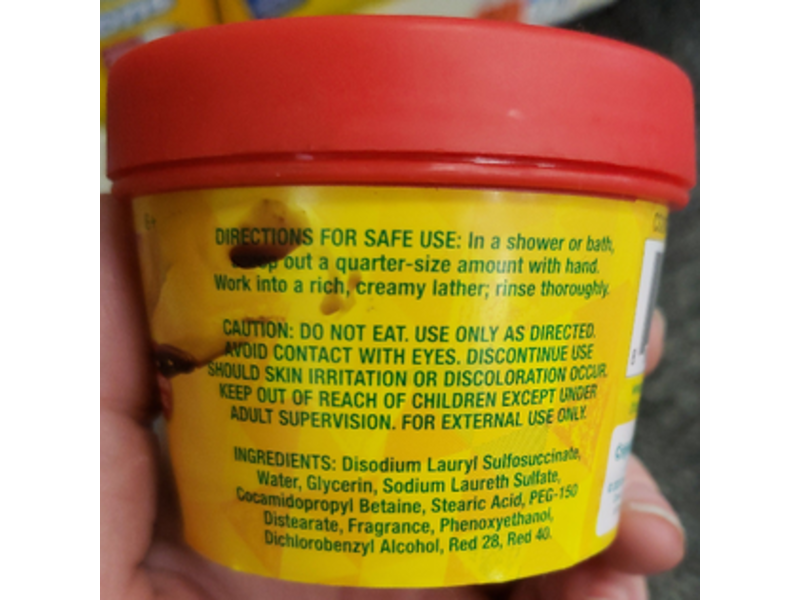 DIRECTIONS FOR SAFE USE: In a shower or bath,
out a quarter-size amount with hand.
Work into a rich, creamy lather; rinse thoroughly.
CAUTION: DO NOT EAT. USE ONLY AS DIRECTED.
AVOID CONTACT WITH EYES. DISCONTINUE USE
SHOULD SKIN IRRITATION OR DISCOLORATION OCCUR.
KEEP OUT OF REACH OF CHILDREN EXCEPT UNDER
ADULT SUPERVISION. FOR EXTERNAL USE ONLY.
INGREDIENTS: Disodium Lauryl Sulfosuccinate,
Water, Glycerin, Sodium Laureth Sulfate,
Cocamidopropyl Betaine, Stearic Acid, PEG-150
Distearate, Fragrance, Phenoxyethanol,
Dichlorobenzyl Alcohol, Red 28, Red 40.